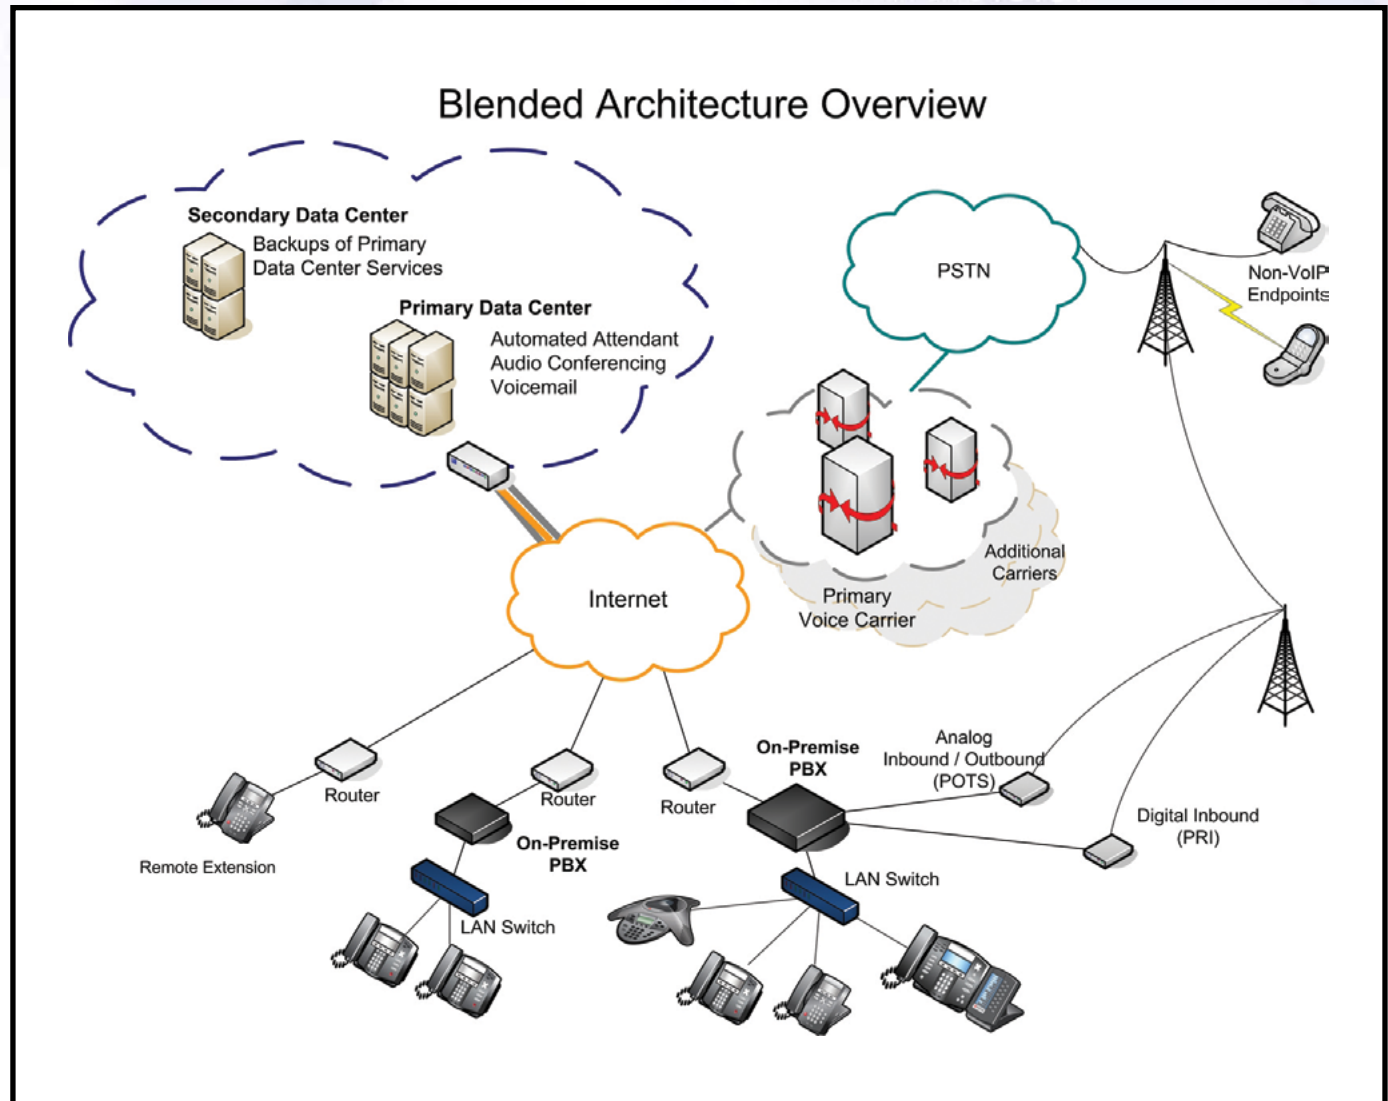 Blended Architecture Overview
Secondary Data Center
Backups of Primary
Data Center Services
Primary Data Center
Automated Attendant
Audio Conferencing
Voicemail
PSTN
Non-VoIP
Endpoints
Additional
Carriers
Primary
Voice Carrier
Internet
Router
Remote Extension
Router
On-Premise
PBX
LAN Switch
Router
On-Premise
PBX
LAN Switch
Analog
Inbound / Outbound
(POTS)
Digital Inbound
(PRI)